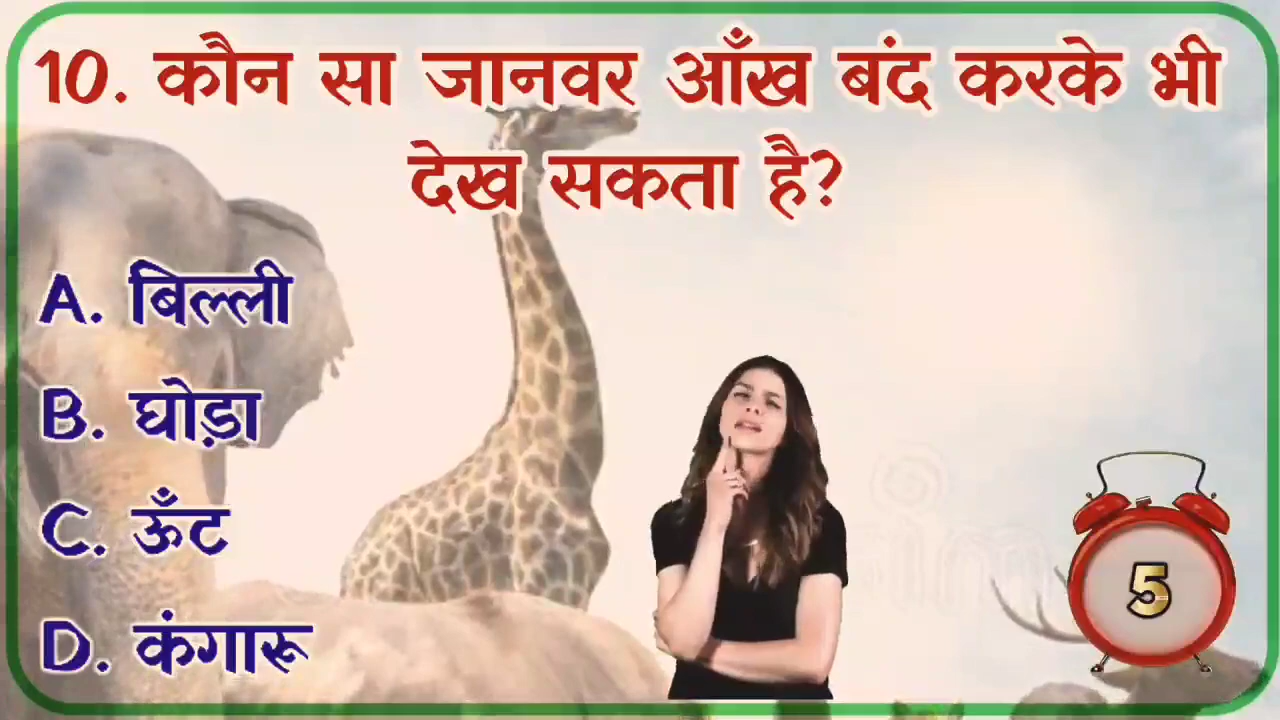 10. कौन सा जानवर आँख बंद करके भी
देख सकता है?
A. बिल्ली
B. घोड़ा
C. ऊँट
D. कंगारू
5